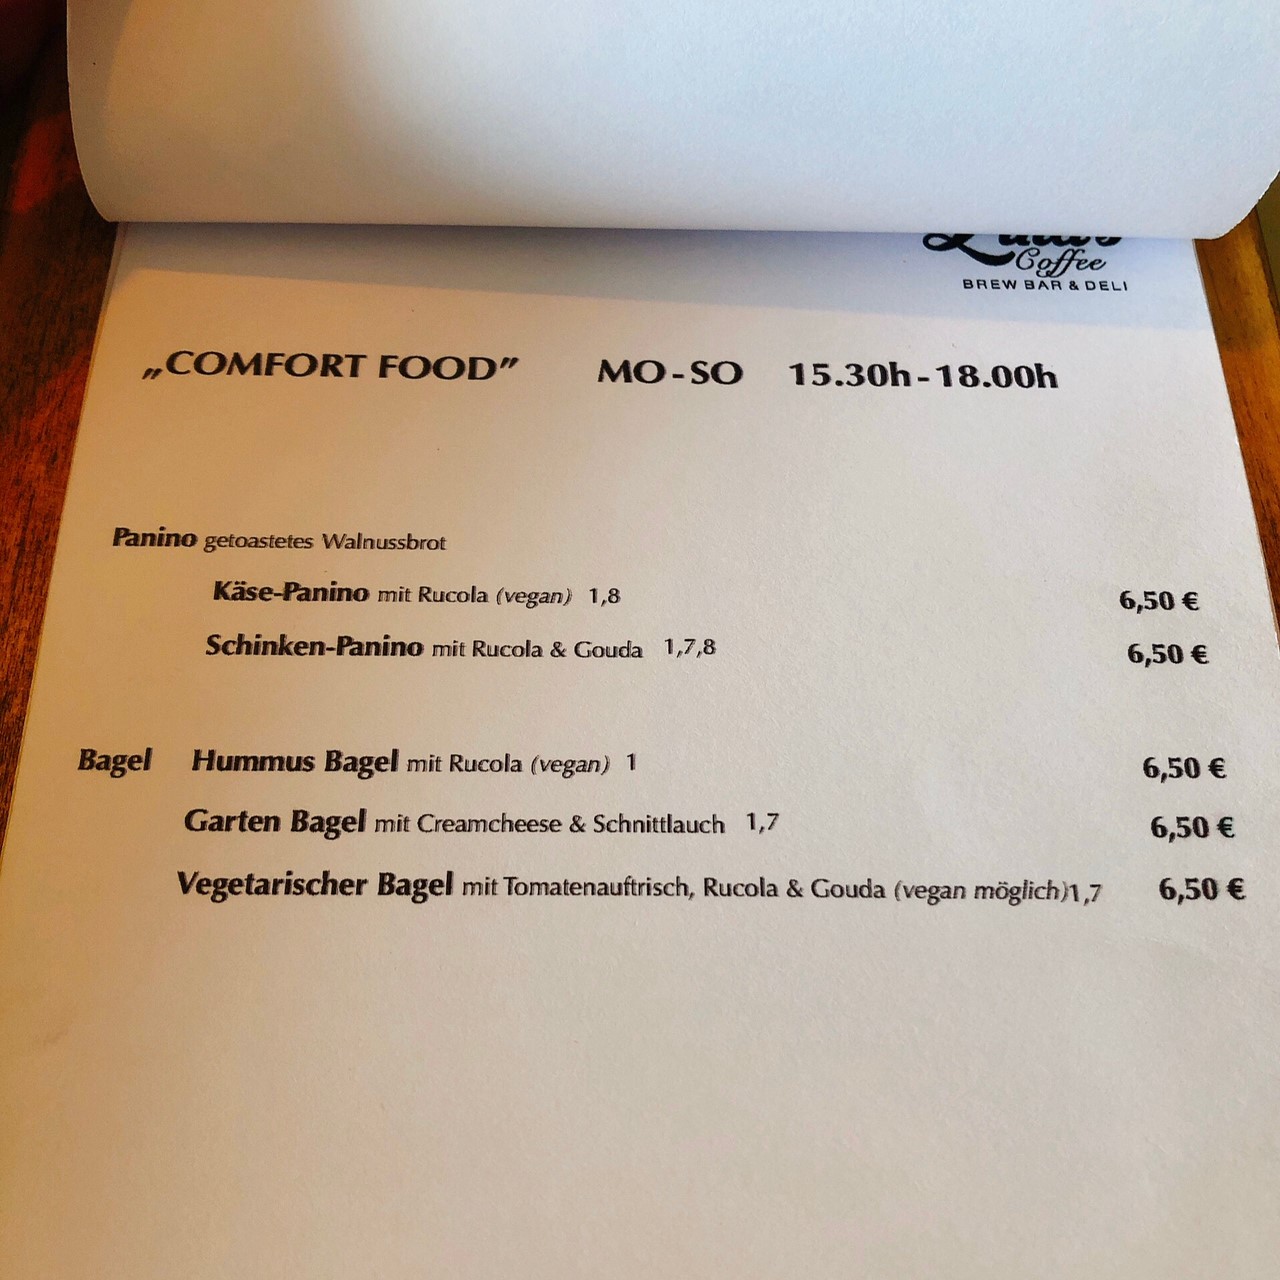 Coffee
BREW BAR & DELI
„COMFORT FOOD” MO-SO 15.30h-18.00h
Panino getoastetes Walnussbrot
Käse-Panino mit Rucola (vegan) 1,8 6,50 €
Schinken-Panino mit Rucola & Gouda 1,7,8 6,50 €
Bagel Hummus Bagel mit Rucola (vegan) 1 6,50 €
Garten Bagel mit Creamcheese & Schnittlauch 1,7 6,50 €
Vegetarischer Bagel mit Tomatenauftrisch, Rucola & Gouda (vegan möglich)1,7 6,50 €